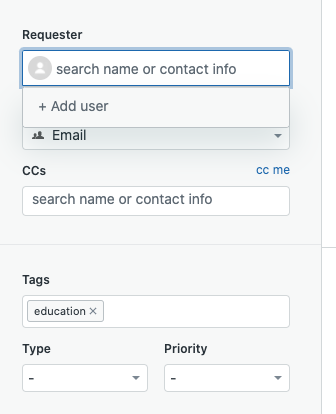 Requester
search name or contact info
+ Add user
Email
CCs cc me
search name or contact info
Tags
education ×
Type Priority
- -